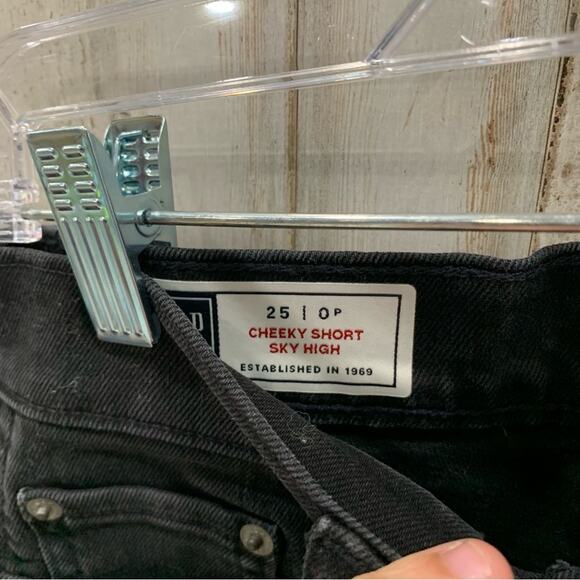 25 | 0P
CHEEKY SHORT
SKY HIGH
ESTABLISHED IN 1969